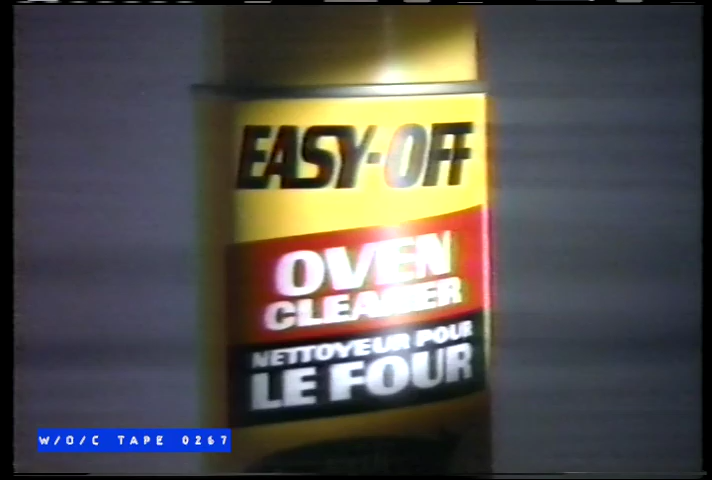 EASY-OFF
OVEN
CLEANER
NETTOYEUR POUR
LE FOUR
W/O/C TAPE 0267